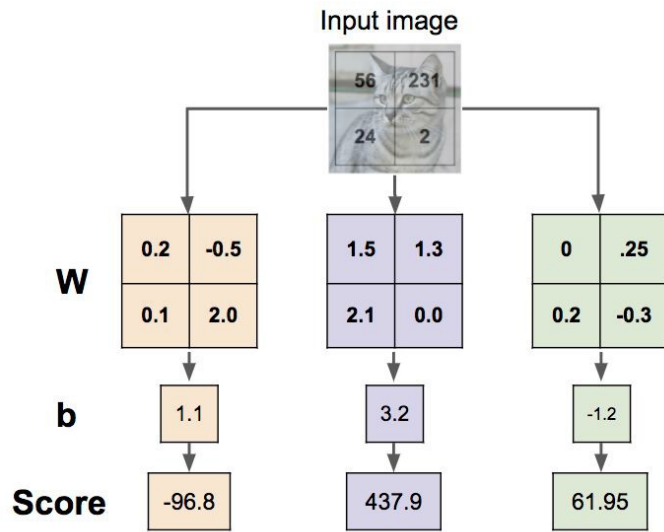 Input image
56 231
24 2
W
0.2 -0.5 1.5 1.3 0 .25
0.1 2.0 2.1 0.0 0.2 -0.3
b 1.1 3.2 -1.2
Score -96.8 437.9 61.95